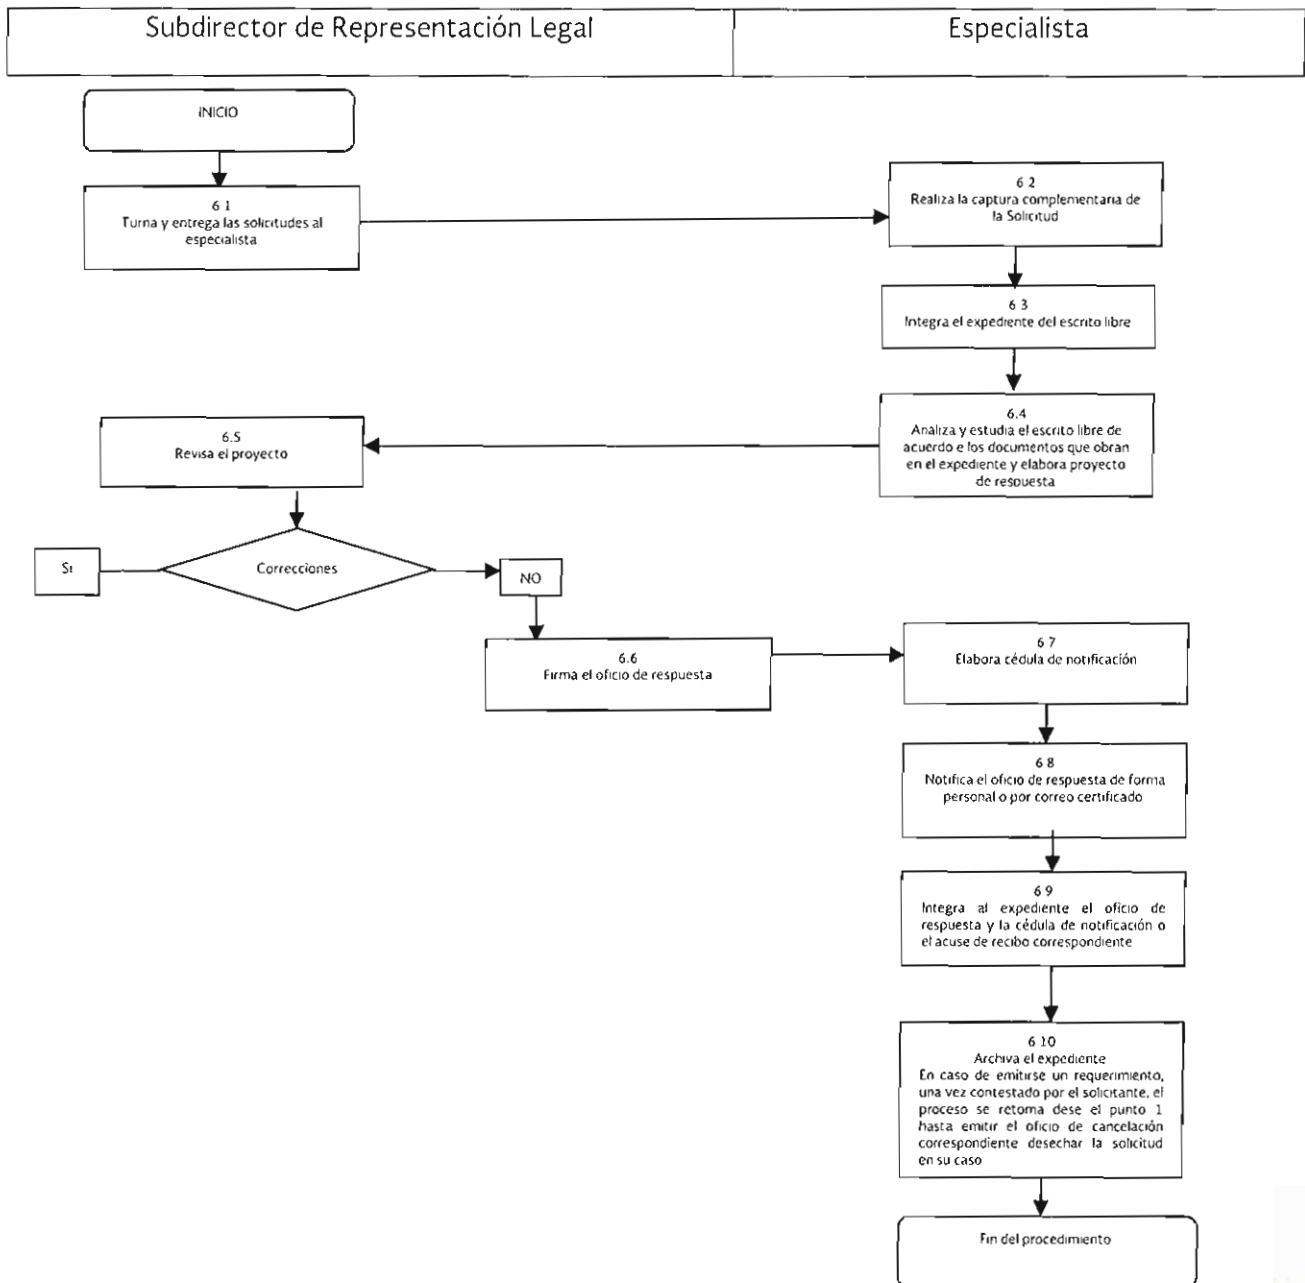 Subdirector de Representación Legal
Especialista
INICIO
6 1
Turna y entrega las solicitudes al
especialista
6 2
Realiza la captura complementaria de
la Solicitud
6 3
Integra el expediente del escrito libre
6.4
Analiza y estudia el escrito libre de
acuerdo e los documentos que obran
en el expediente y elabora proyecto
de respuesta
6.5
Revisa el proyecto
Si
Correcciones
NO
6.6
Firma el oficio de respuesta
6 7
Elabora cédula de notificación
6 8
Notifica el oficio de respuesta de forma
personal o por correo certificado
6 9
Integra al expediente el oficio de
respuesta y la cédula de notificación o
el acuse de recibo correspondiente
6 10
Archiva el expediente
En caso de emitirse un requerimiento,
una vez contestado por el solicitante, el
proceso se retoma dese el punto 1
hasta emitir el oficio de cancelación
correspondiente desechar la solicitud
en su caso
Fin del procedimiento